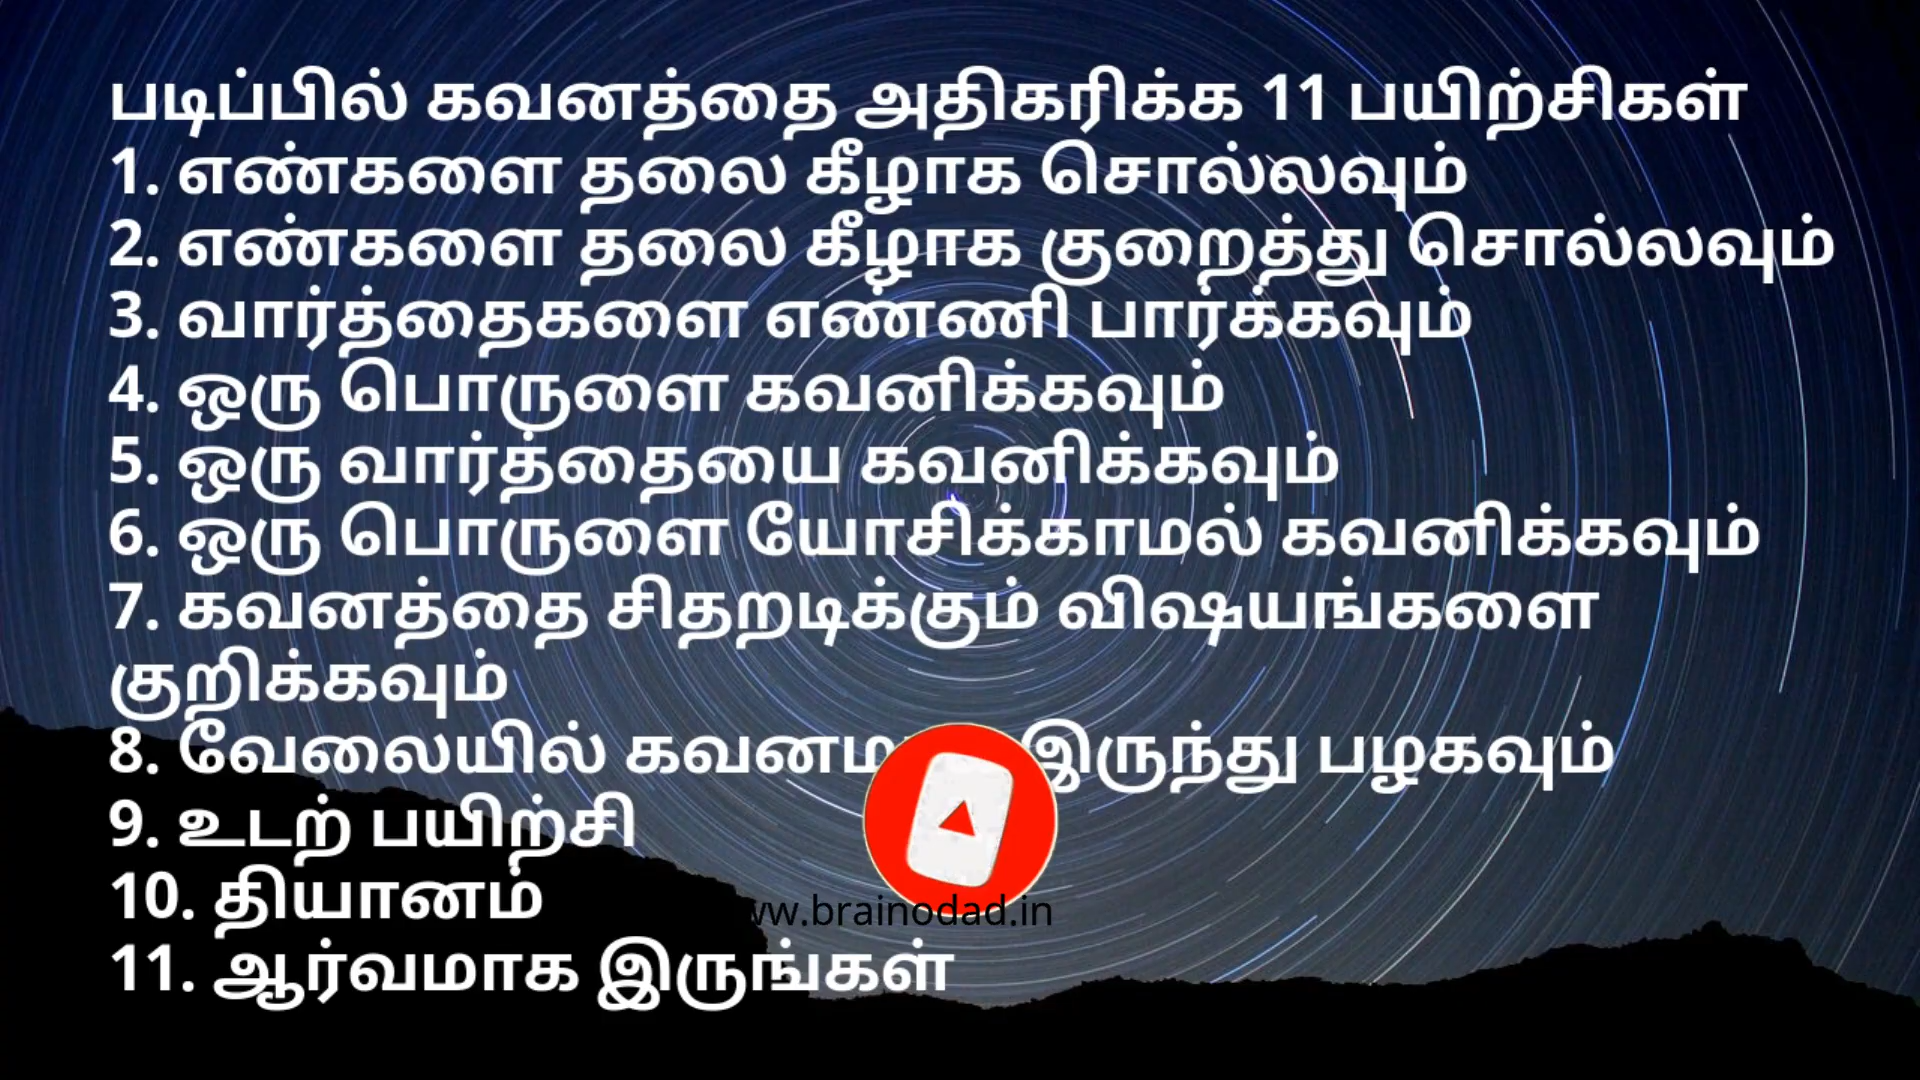 படிப்பில் கவனத்தை அதிகரிக்க 11 பயிற்சிகள்
1. எண்களை தலை கீழாக சொல்லவும்
2. எண்களை தலை கீழாக குறைத்து சொல்லவும்
3. வார்த்தைகளை எண்ணி பார்க்கவும்
4. ஒரு பொருளை கவனிக்கவும்
5. ஒரு வார்த்தையை கவனிக்கவும்
6. ஒரு பொருளை யோசிக்காமல் கவனிக்கவும்
7. கவனத்தை சிதறடிக்கும் விஷயங்களை
குறிக்கவும்
8. வேலையில் இருந்து பழகவும்
9. உடற் பயிற்சி
10. தியானம்
www.brainodad.in
11. ஆர்வமாக இருங்கள்